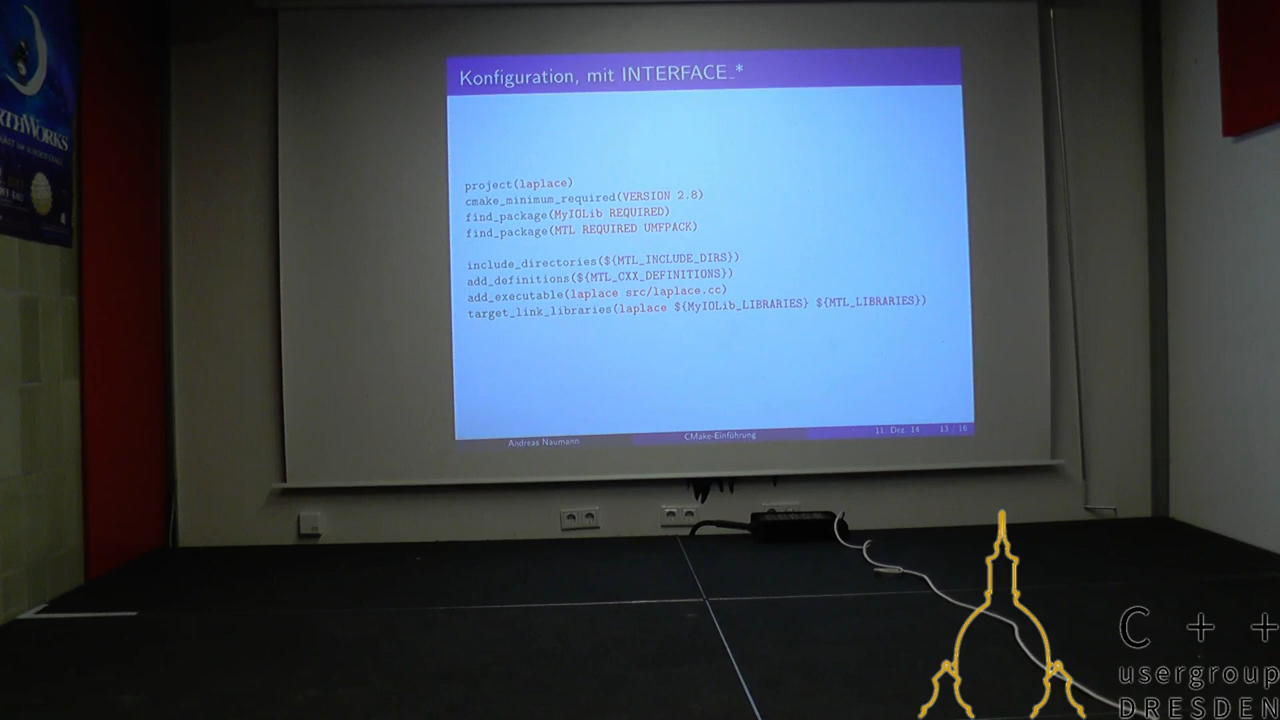 Konfiguration, mit INTERFACE_*
project(laplace)
cmake_minimum_required(VERSION 2.8)
find_package(MyIOLib REQUIRED)
find_package(MTL REQUIRED UMFPACK)
include_directories(${MTL_INCLUDE_DIRS})
add_definitions(${MTL_CXX_DEFINITIONS})
add_executable(laplace src/laplace.cc)
target_link_libraries(laplace ${MyIOLib_LIBRARIES} ${MTL_LIBRARIES})
Andreas Naumann
CMake-Einführung
11. Dez. 14
13 / 16
C++
usergroup
DRESDEN